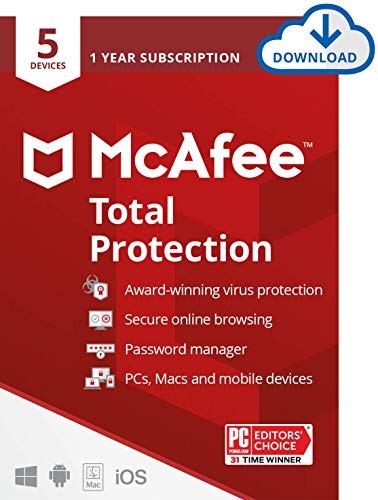 5
DEVICES
1 YEAR SUBSCRIPTION
DOWNLOAD
McAfee™
Total
Protection
Award-winning virus protection
Secure online browsing
Password manager
PCs, Macs and mobile devices
PC
PCMAG.COM
EDITORS'
CHOICE
31 TIME WINNER
Mac
iOS